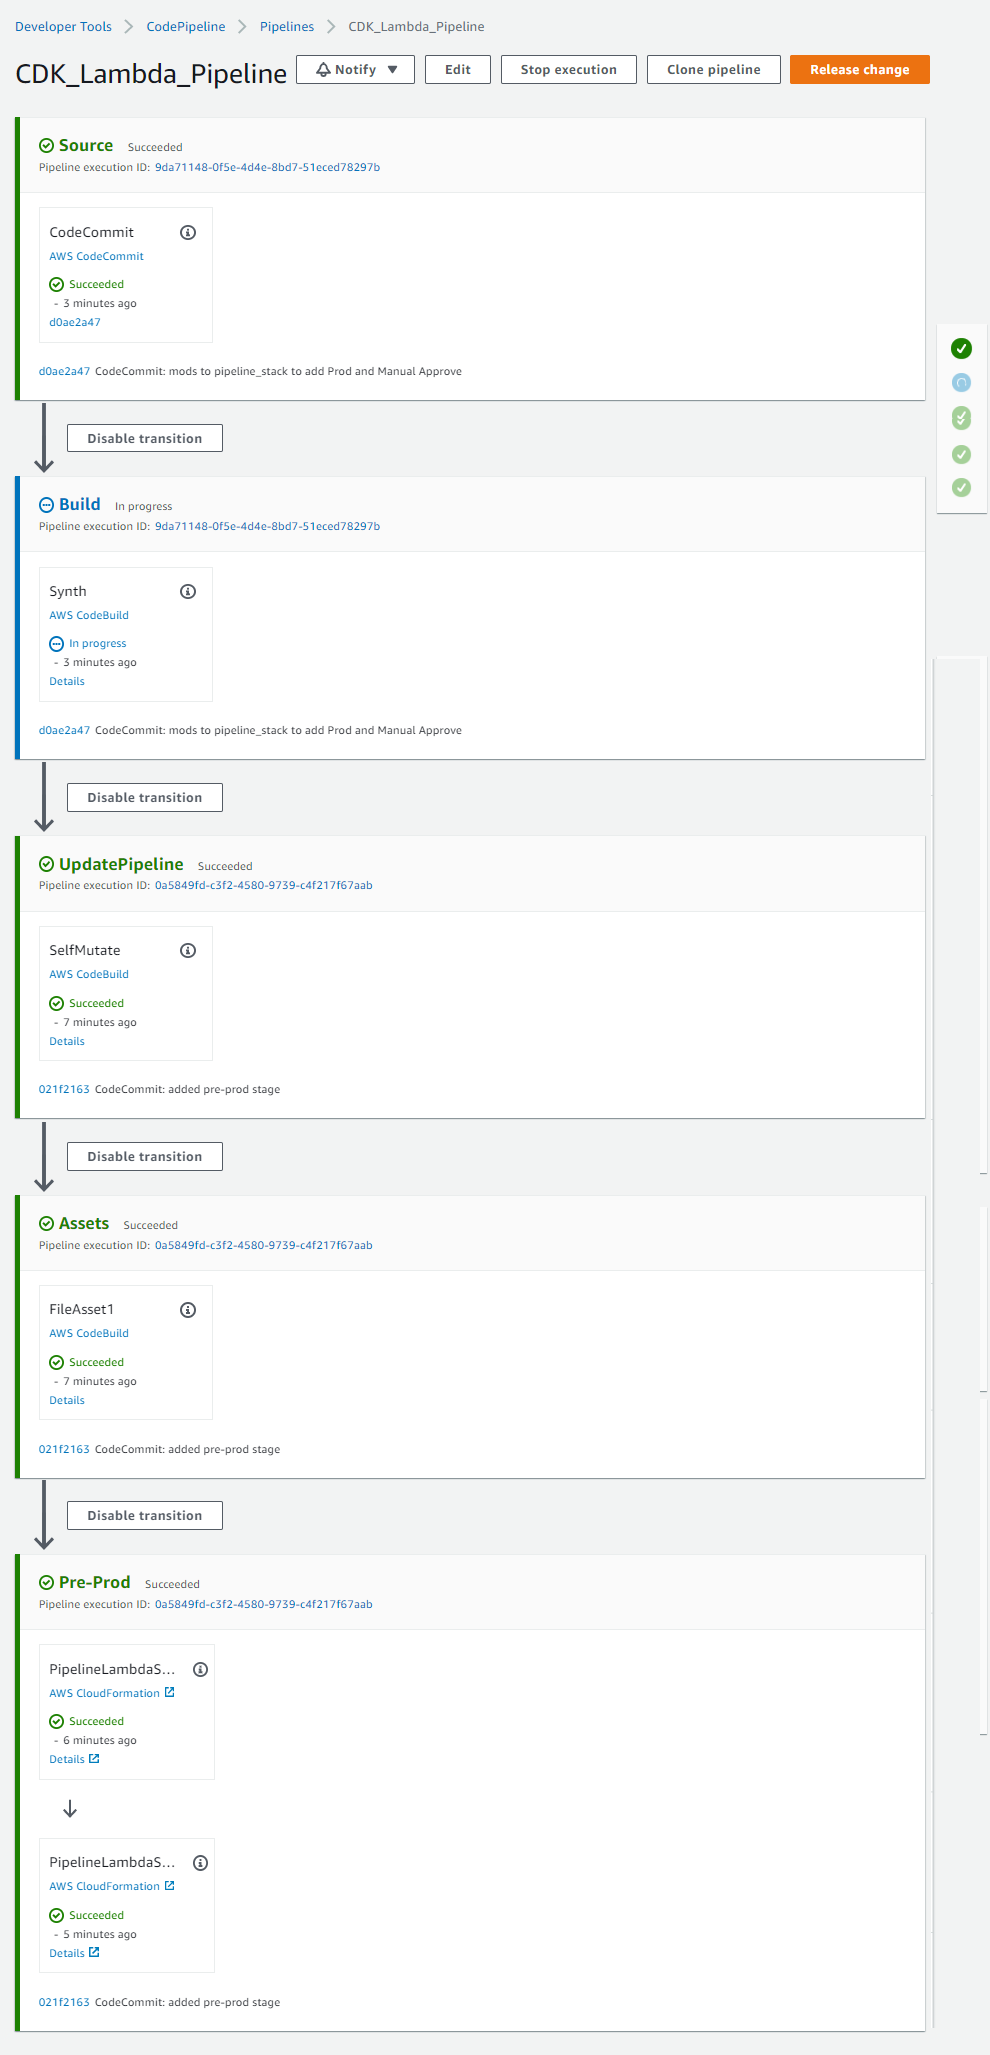 Developer Tools > CodePipeline > Pipelines > CDK_Lambda_Pipeline
CDK_Lambda_Pipeline Notify Edit Stop execution Clone pipeline Release change
Source Succeeded
Pipeline execution ID: 9da71148-0f5e-4d4e-8bd7-51eced78297b
CodeCommit
AWS CodeCommit
Succeeded
- 3 minutes ago
d0ae2a47
d0ae2a47 CodeCommit: mods to pipeline_stack to add Prod and Manual Approve
Disable transition
Build In progress
Pipeline execution ID: 9da71148-0f5e-4d4e-8bd7-51eced78297b
Synth
AWS CodeBuild
In progress
- 3 minutes ago
Details
d0ae2a47 CodeCommit: mods to pipeline_stack to add Prod and Manual Approve
Disable transition
UpdatePipeline Succeeded
Pipeline execution ID: 0a5849fd-c3f2-4580-9739-c4f217f67aab
SelfMutate
AWS CodeBuild
Succeeded
- 7 minutes ago
Details
021f2163 CodeCommit: added pre-prod stage
Disable transition
Assets Succeeded
Pipeline execution ID: 0a5849fd-c3f2-4580-9739-c4f217f67aab
FileAsset1
AWS CodeBuild
Succeeded
- 7 minutes ago
Details
021f2163 CodeCommit: added pre-prod stage
Disable transition
Pre-Prod Succeeded
Pipeline execution ID: 0a5849fd-c3f2-4580-9739-c4f217f67aab
PipelineLambdaS...
AWS CloudFormation
Succeeded
- 6 minutes ago
Details
PipelineLambdaS...
AWS CloudFormation
Succeeded
- 5 minutes ago
Details
021f2163 CodeCommit: added pre-prod stage